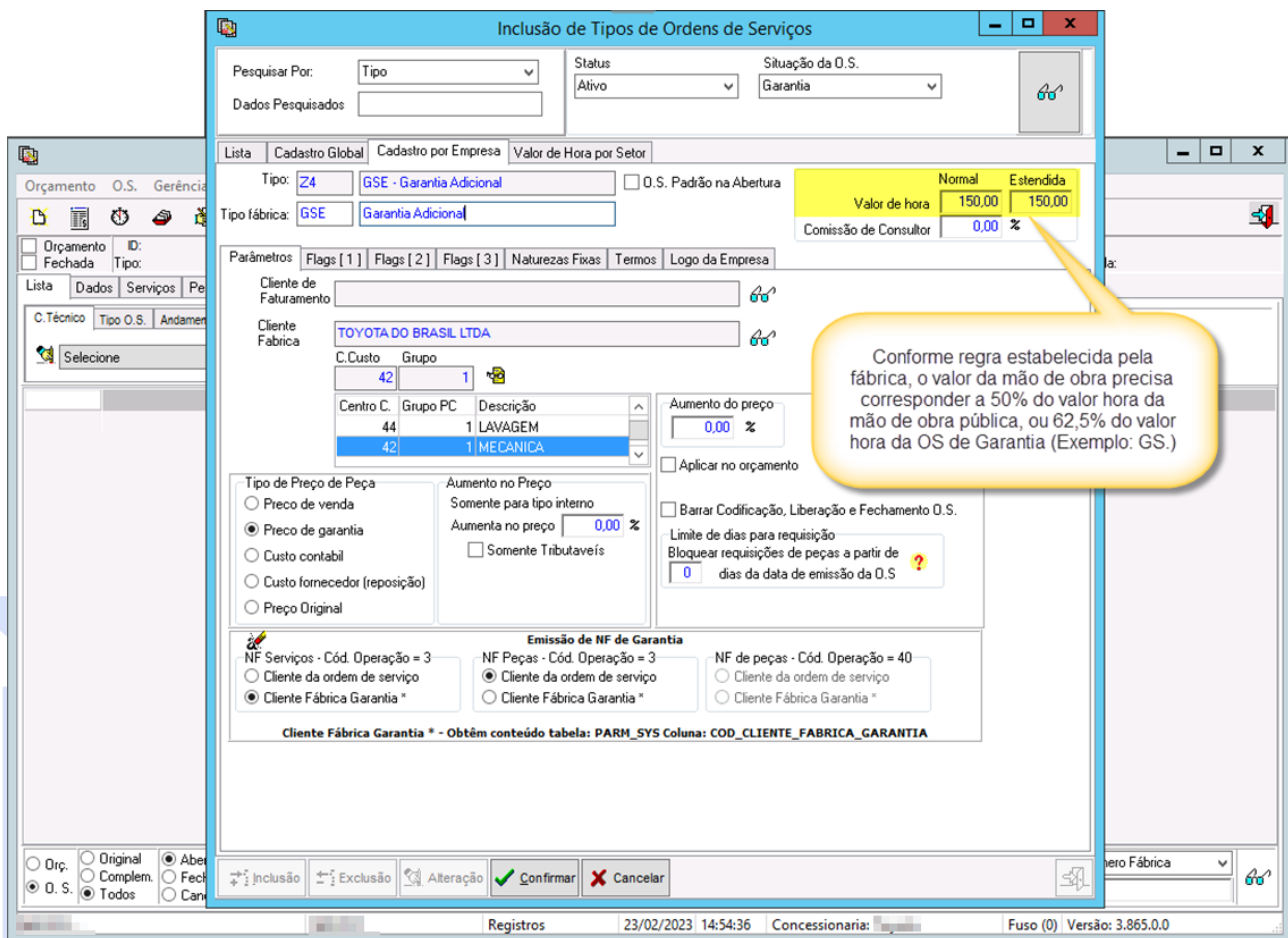 Inclusão de Tipos de Ordens de Serviços
Pesquisar Por:
Tipo
Dados Pesquisados
Status
Ativo
Situação da O.S.
Garantia
Lista
Cadastro Global
Cadastro por Empresa
Valor de Hora por Setor
Tipo:
Z4
GSE - Garantia Adicional
O.S. Padrão na Abertura
Tipo fábrica:
GSE
Garantia Adicional
Normal
Estendida
Valor de hora
150,00
150,00
Comissão de Consultor
0,00
%
Parâmetros
Flags [ 1 ]
Flags [ 2 ]
Flags [ 3 ]
Naturezas Fixas
Termos
Logo da Empresa
Cliente de
Faturamento
Cliente
Fabrica
TOYOTA DO BRASIL LTDA
C.Custo
Grupo
42
1
Centro C.
Grupo PC
Descrição
44
1
LAVAGEM
42
1
MECANICA
Aumento do preço
0,00
%
Aplicar no orçamento
Conforme regra estabelecida pela
fábrica, o valor da mão de obra precisa
corresponder a 50% do valor hora da
mão de obra pública, ou 62,5% do valor
hora da OS de Garantia (Exemplo: GS.)
Tipo de Preço de Peça
Preco de venda
Preco de garantia
Custo contabil
Custo fornecedor (reposição)
Preço Original
Aumento no Preço
Somente para tipo interno
Aumenta no preço
0,00
%
Somente Tributaveís
Barrar Codificação, Liberação e Fechamento O.S.
Limite de dias para requisição
Bloquear requisições de peças a partir de
0
dias da data de emissão da O.S
?
Emissão de NF de Garantia
NF Serviços - Cód. Operação = 3
Cliente da ordem de serviço
Cliente Fábrica Garantia *
NF Peças - Cód. Operação = 3
Cliente da ordem de serviço
Cliente Fábrica Garantia *
NF de peças - Cód. Operação = 40
Cliente da ordem de serviço
Cliente Fábrica Garantia *
Cliente Fábrica Garantia * - Obtêm conteúdo tabela: PARM_SYS Coluna: COD_CLIENTE_FABRICA_GARANTIA
Inclusão
Exclusão
Alteração
Confirmar
Cancelar
Orçamento
O.S.
Gerência
Orçamento
ID:
Fechada
Tipo:
Lista
Dados
Serviços
C.Técnico
Tipo O.S.
Selecione
Orç.
O. S.
Original
Complem.
Todos
Fábrica
Registros
23/02/2023
14:54:36
Concessionaria:
Fuso (0)
Versão: 3.865.0.0